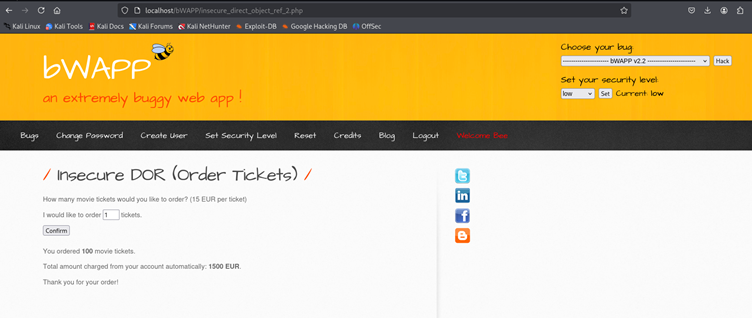 localhost/bWAPP/insecure_direct_object_ref_2.php
Kali Linux Kali Tools Kali Docs Kali Forums Kali NetHunter Exploit-DB Google Hacking DB OffSec
bWAPP
an extremely buggy web app !
Choose your bug:
---------------------- bWAPP v2.2 ---------------------- Hack
Set your security level:
low Set Current: low
Bugs Change Password Create User Set Security Level Reset Credits Blog Logout Welcome Bee
/ Insecure DOR (Order Tickets) /
How many movie tickets would you like to order? (15 EUR per ticket)
I would like to order 1 tickets.
Confirm
You ordered 100 movie tickets.
Total amount charged from your account automatically: 1500 EUR.
Thank you for your order!